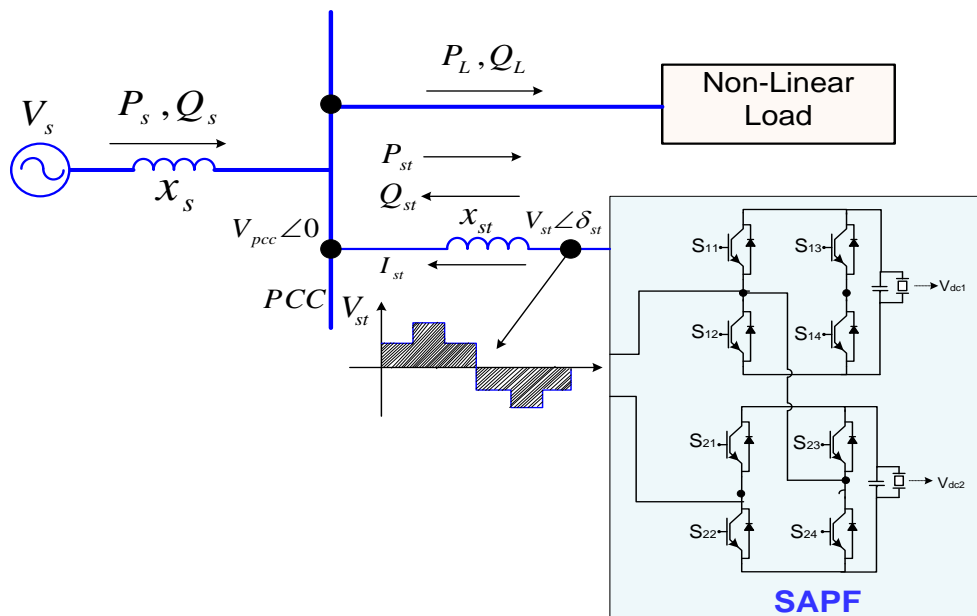 P_L , Q_L
Non-Linear
Load
V_s
P_s , Q_s
x_s
P_st
Q_st
x_st
V_st∠δ_st
V_pcc∠0
I_st
PCC
V_st
S11
S13
Vdc1
S12
S14
S21
S23
Vdc2
S22
S24
SAPF